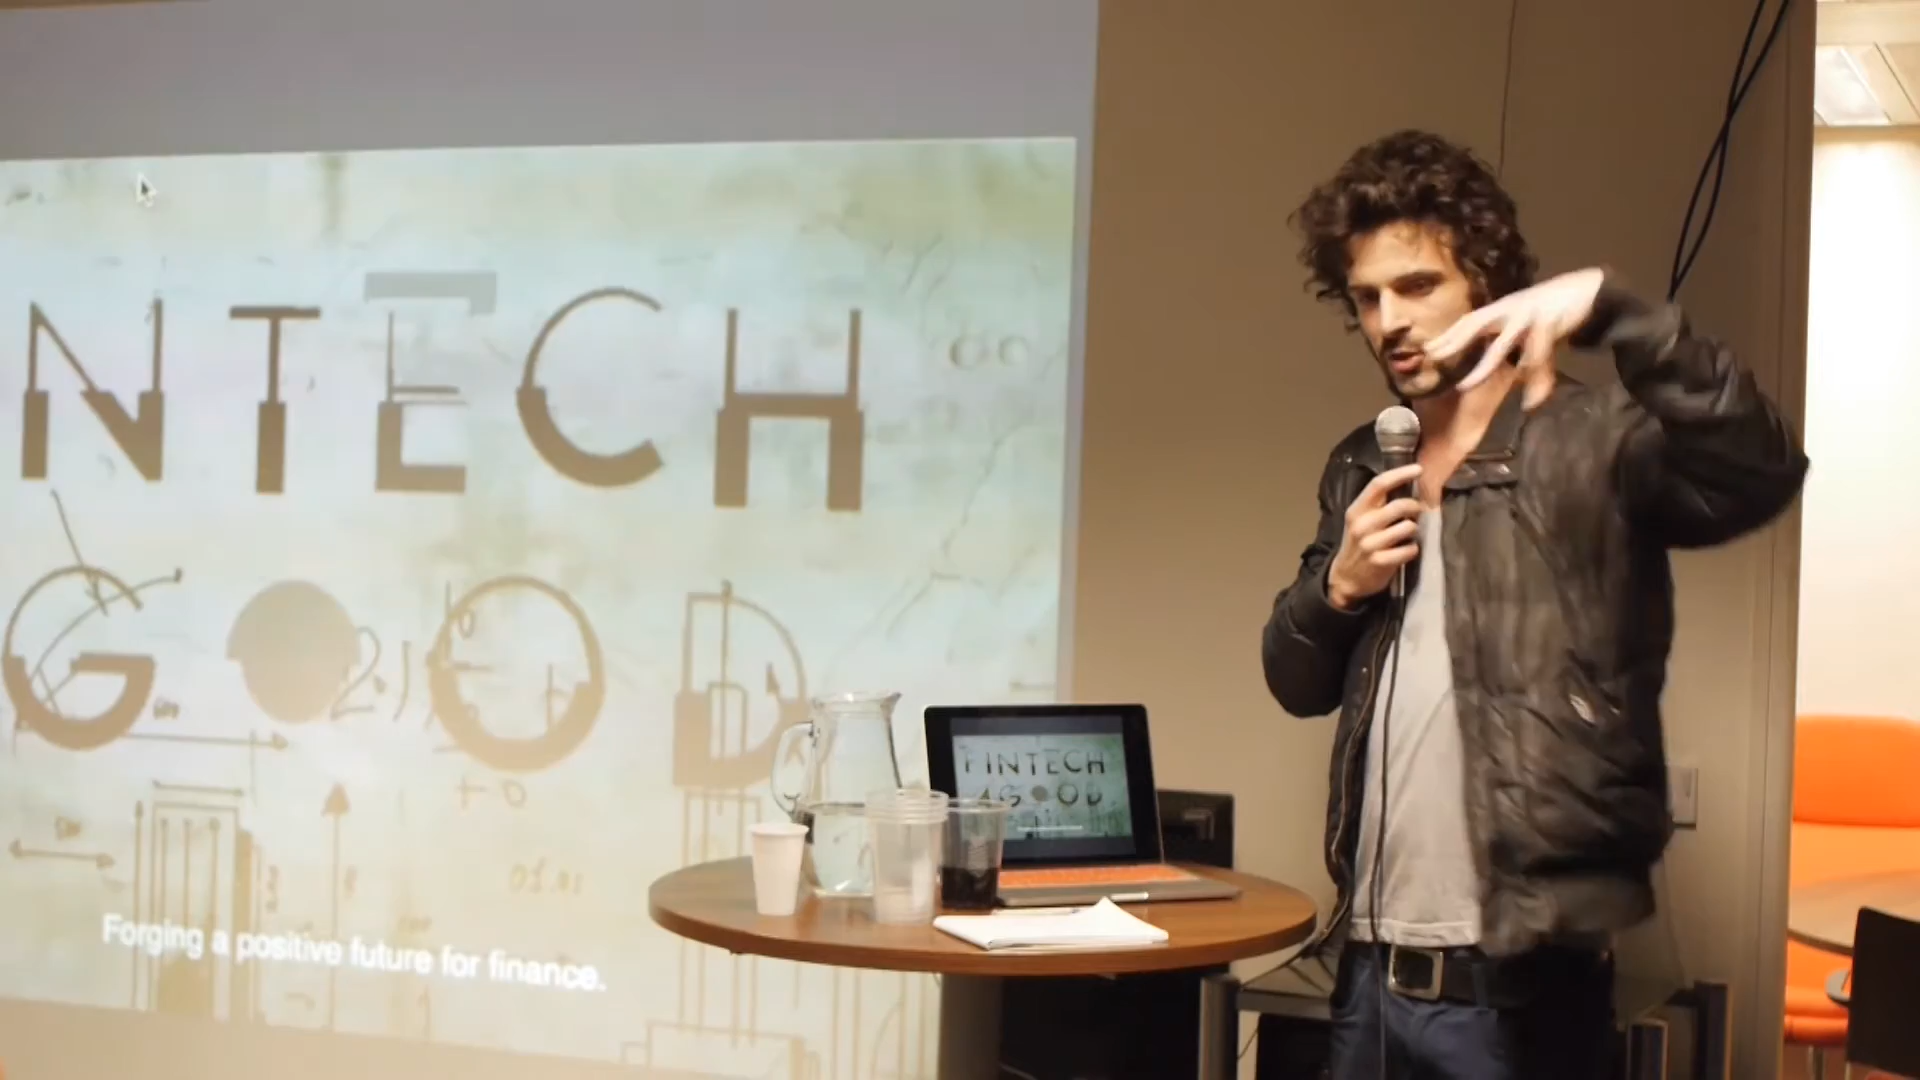 NTECH
GOOD
Forging a positive future for finance.
FINTECH
4GOOD